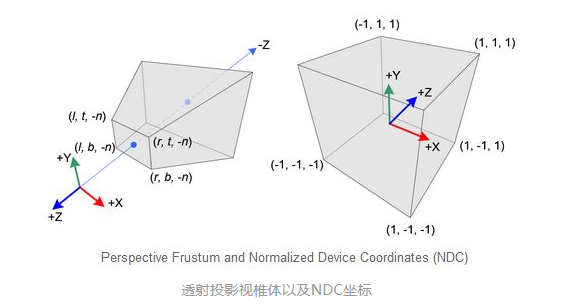 -Z
(l, t, -n)
(r, t, -n)
(l, b, -n)
+Y
(r, b, -n)
+X
+Z
(-1, 1, 1)
(1, 1, 1)
+Y
+Z
+X
(1, -1, 1)
(-1, -1, -1)
(1, -1, -1)
Perspective Frustum and Normalized Device Coordinates (NDC)
透射投影视椎体以及NDC坐标